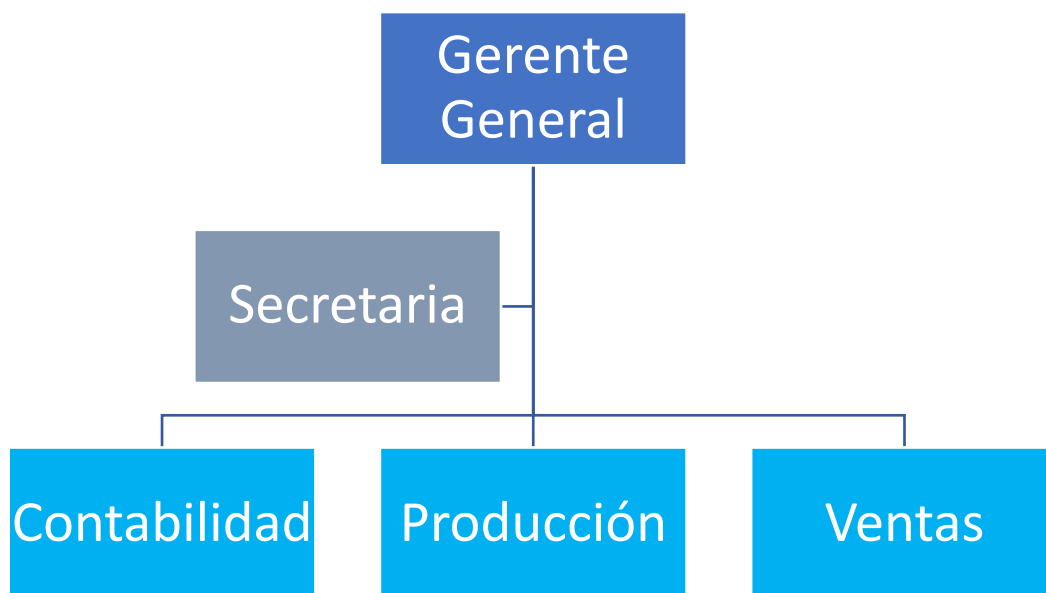 Gerente
General
Secretaria
Contabilidad
Producción
Ventas